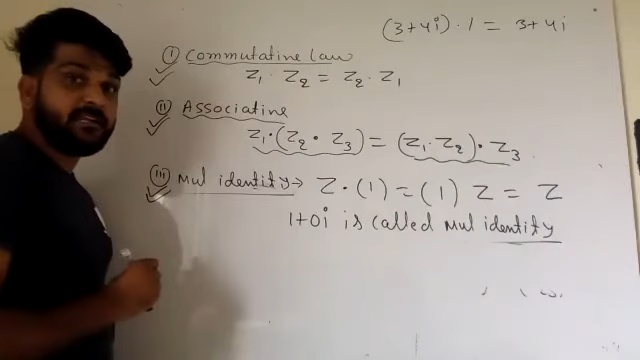 (3+4i)·1 = 3+4i
(i) Commutative law
Z₁·Z₂ = Z₂·Z₁
(ii) Associative
Z₁·(Z₂·Z₃) = (Z₁·Z₂)·Z₃
(iii) Mul identity→ Z·(1) = (1) Z = Z
1+0i is called Mul identity